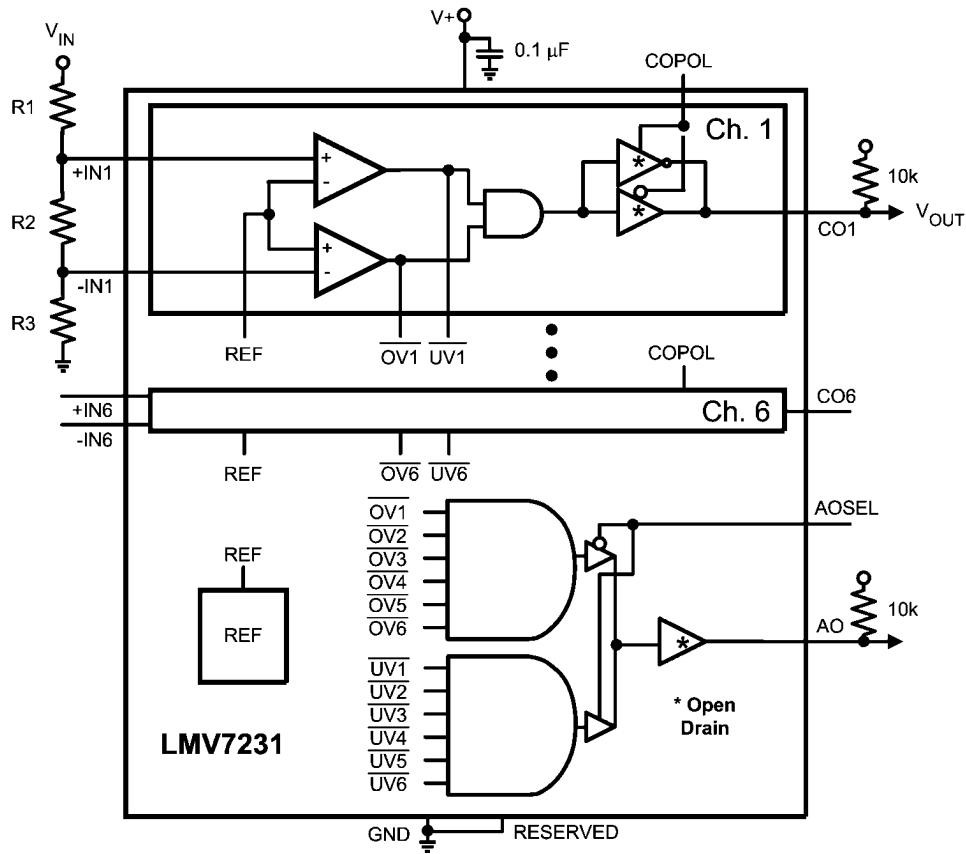 V+
V_IN
0.1 μF
COPOL
R1
Ch. 1
+IN1
+
-
*
10k
R2
+
-
*
CO1
V_OUT
-IN1
R3
REF
OV1
UV1
COPOL
+IN6
Ch. 6
CO6
-IN6
REF
OV6
UV6
OV1
AOSEL
OV2
OV3
REF
OV4
OV5
10k
OV6
AO
REF
*
UV1
UV2
UV3
* Open
Drain
UV4
LMV7231
UV5
UV6
GND
RESERVED